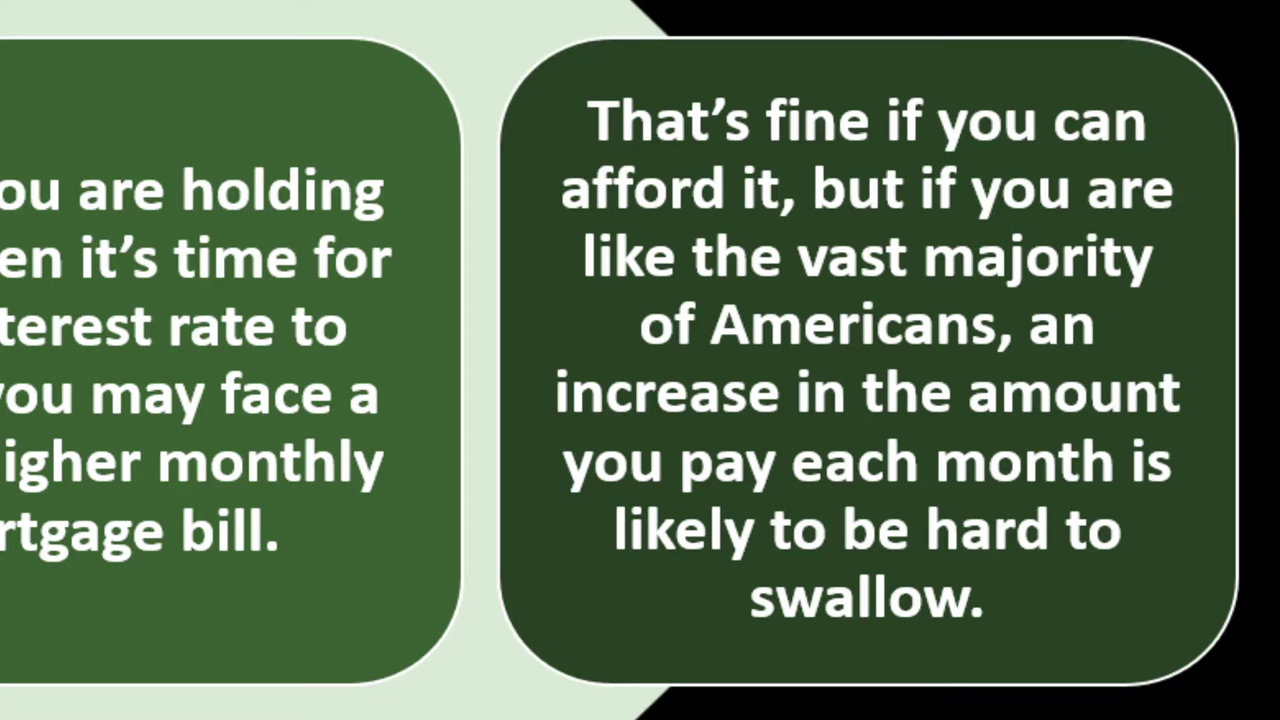 ou are holding
en it’s time for
terest rate to
you may face a
igher monthly
rtgage bill.
That’s fine if you can
afford it, but if you are
like the vast majority
of Americans, an
increase in the amount
you pay each month is
likely to be hard to
swallow.